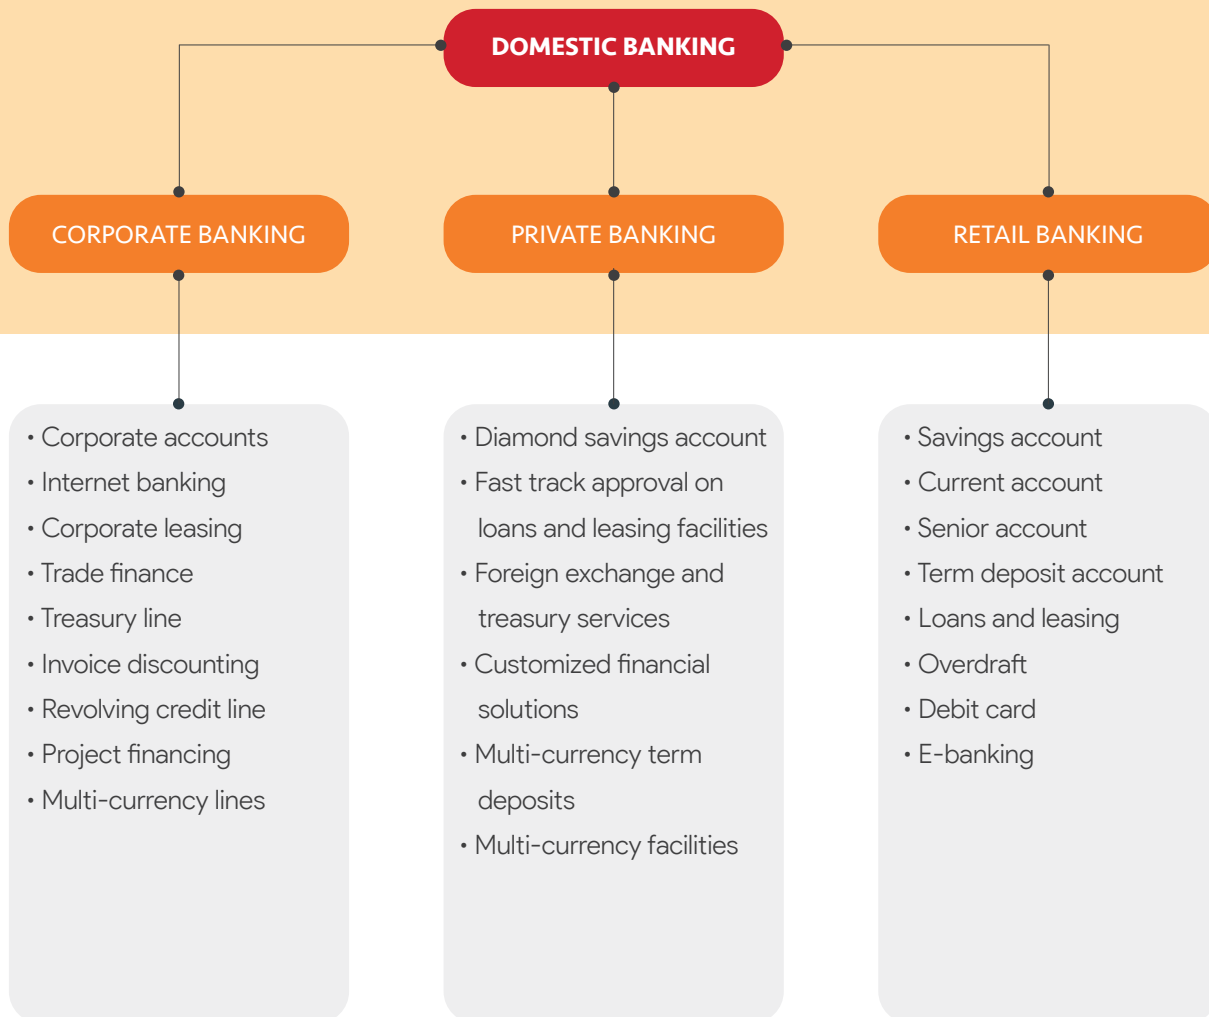 DOMESTIC BANKING
CORPORATE BANKING
PRIVATE BANKING
RETAIL BANKING
• Corporate accounts
• Internet banking
• Corporate leasing
• Trade finance
• Treasury line
• Invoice discounting
• Revolving credit line
• Project financing
• Multi-currency lines
• Diamond savings account
• Fast track approval on
loans and leasing facilities
• Foreign exchange and
treasury services
• Customized financial
solutions
• Multi-currency term
deposits
• Multi-currency facilities
• Savings account
• Current account
• Senior account
• Term deposit account
• Loans and leasing
• Overdraft
• Debit card
• E-banking